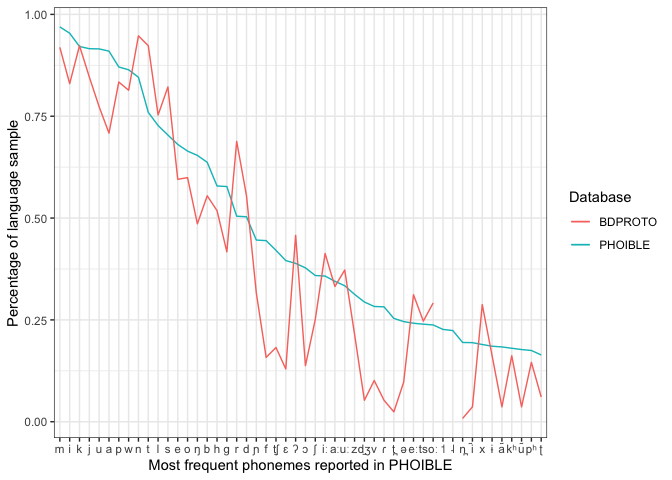 1.00
0.75
0.50
0.25
0.00
Percentage of language sample
m i k j u a p w n t l s e o ŋ b h g r d ɲ f ʧ ɛ ʔ ɔ ʃ iː aː uː z dʒ v ɾ t̪ ə eː ts oː ˦ ˨ n̪ ĩ x ɨ ã kʰ ũ pʰ ʈ
Most frequent phonemes reported in PHOIBLE
Database
BDPROTO
PHOIBLE